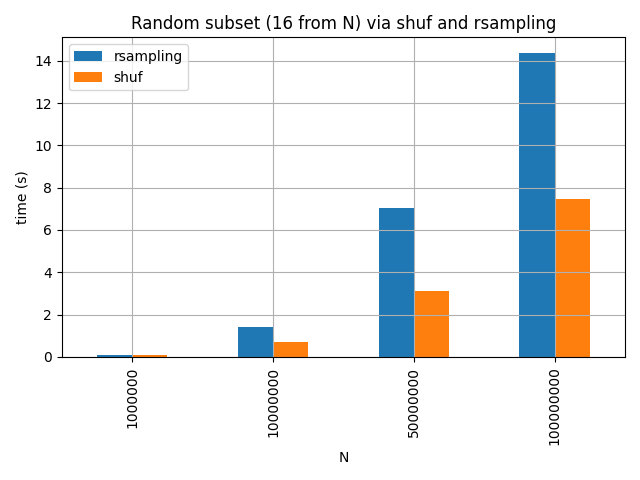 Random subset (16 from N) via shuf and rsampling
rsampling
shuf
time (s)
14
12
10
8
6
4
2
0
1000000
10000000
50000000
100000000
N